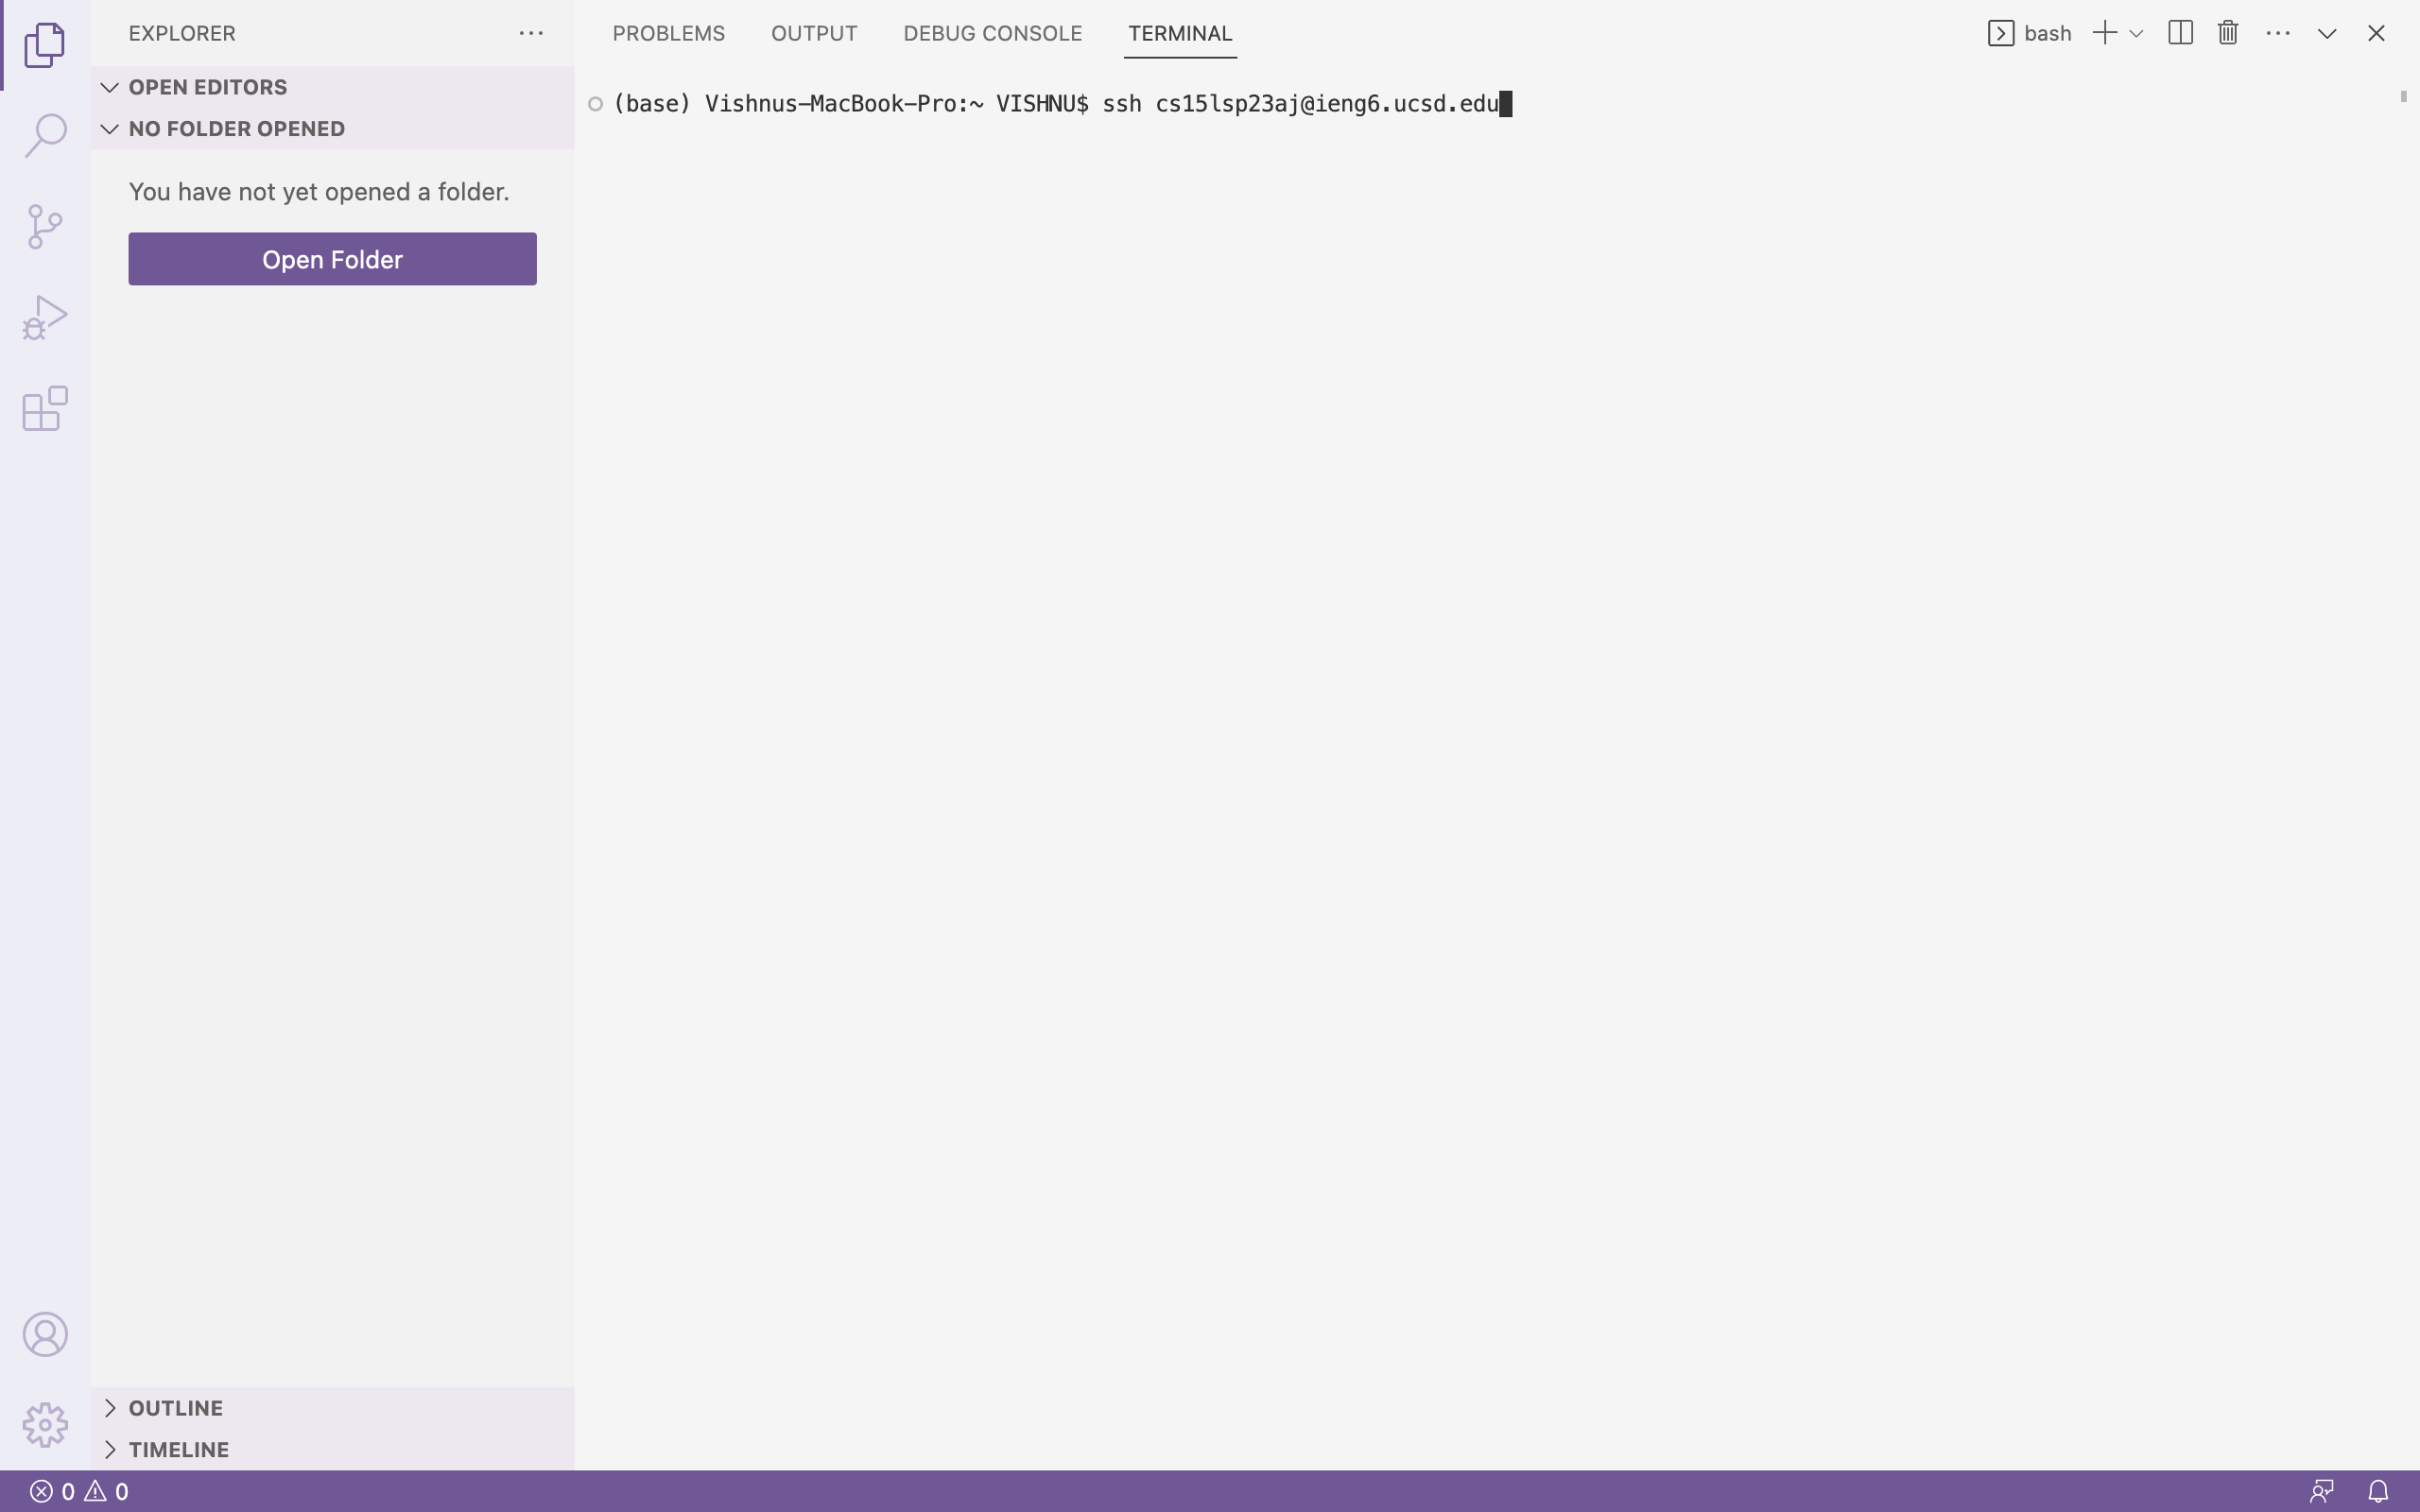 EXPLORER
OPEN EDITORS
NO FOLDER OPENED
You have not yet opened a folder.
Open Folder
OUTLINE
TIMELINE
PROBLEMS OUTPUT DEBUG CONSOLE TERMINAL
bash
(base) Vishnus-MacBook-Pro:~ VISHNU$ ssh cs15lsp23aj@ieng6.ucsd.edu
0 0